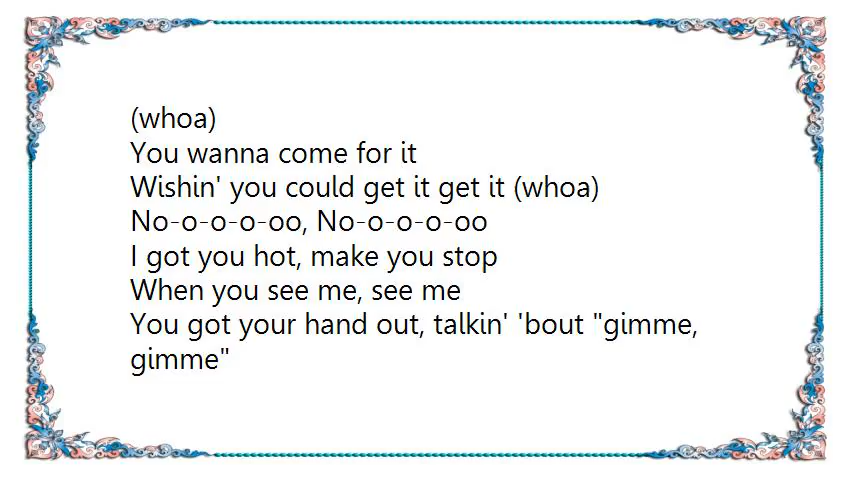 (whoa)
You wanna come for it
Wishin' you could get it get it (whoa)
No-o-o-o-oo, No-o-o-o-oo
I got you hot, make you stop
When you see me, see me
You got your hand out, talkin' 'bout "gimme,
gimme"